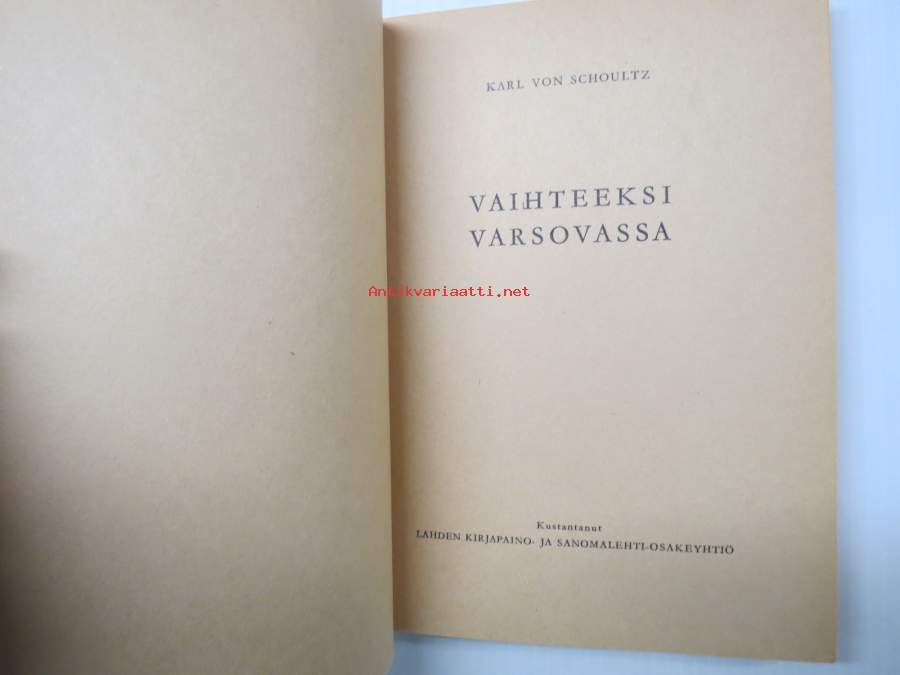 KARL VON SCHOULTZ
VAIHTEEKSI
VARSOVASSA
Antikvariaatti.net
Kustantanut
LAHDEN KIRJAPAINO- JA SANOMALEHTI-OSAKEYHTIÖ